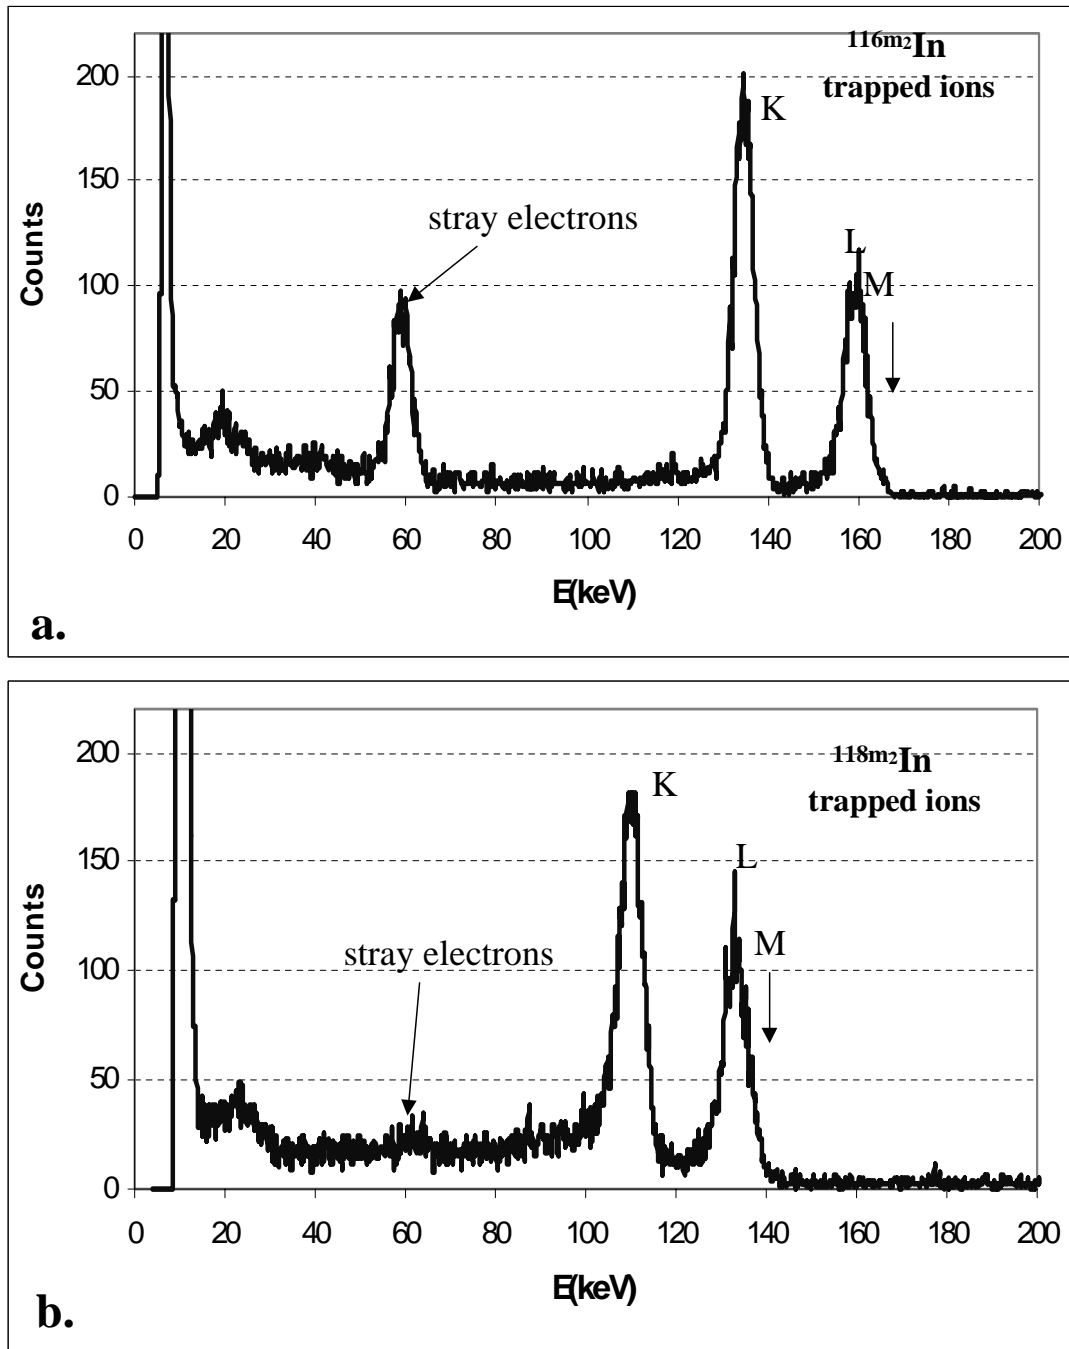 116m2In
trapped ions
200
K
150
stray electrons
L
100
M
50
0
Counts
0 20 40 60 80 100 120 140 160 180 200
E(keV)
a.
118m2In
trapped ions
200
K
150
L
stray electrons
M
100
50
0
Counts
0 20 40 60 80 100 120 140 160 180 200
E(keV)
b.